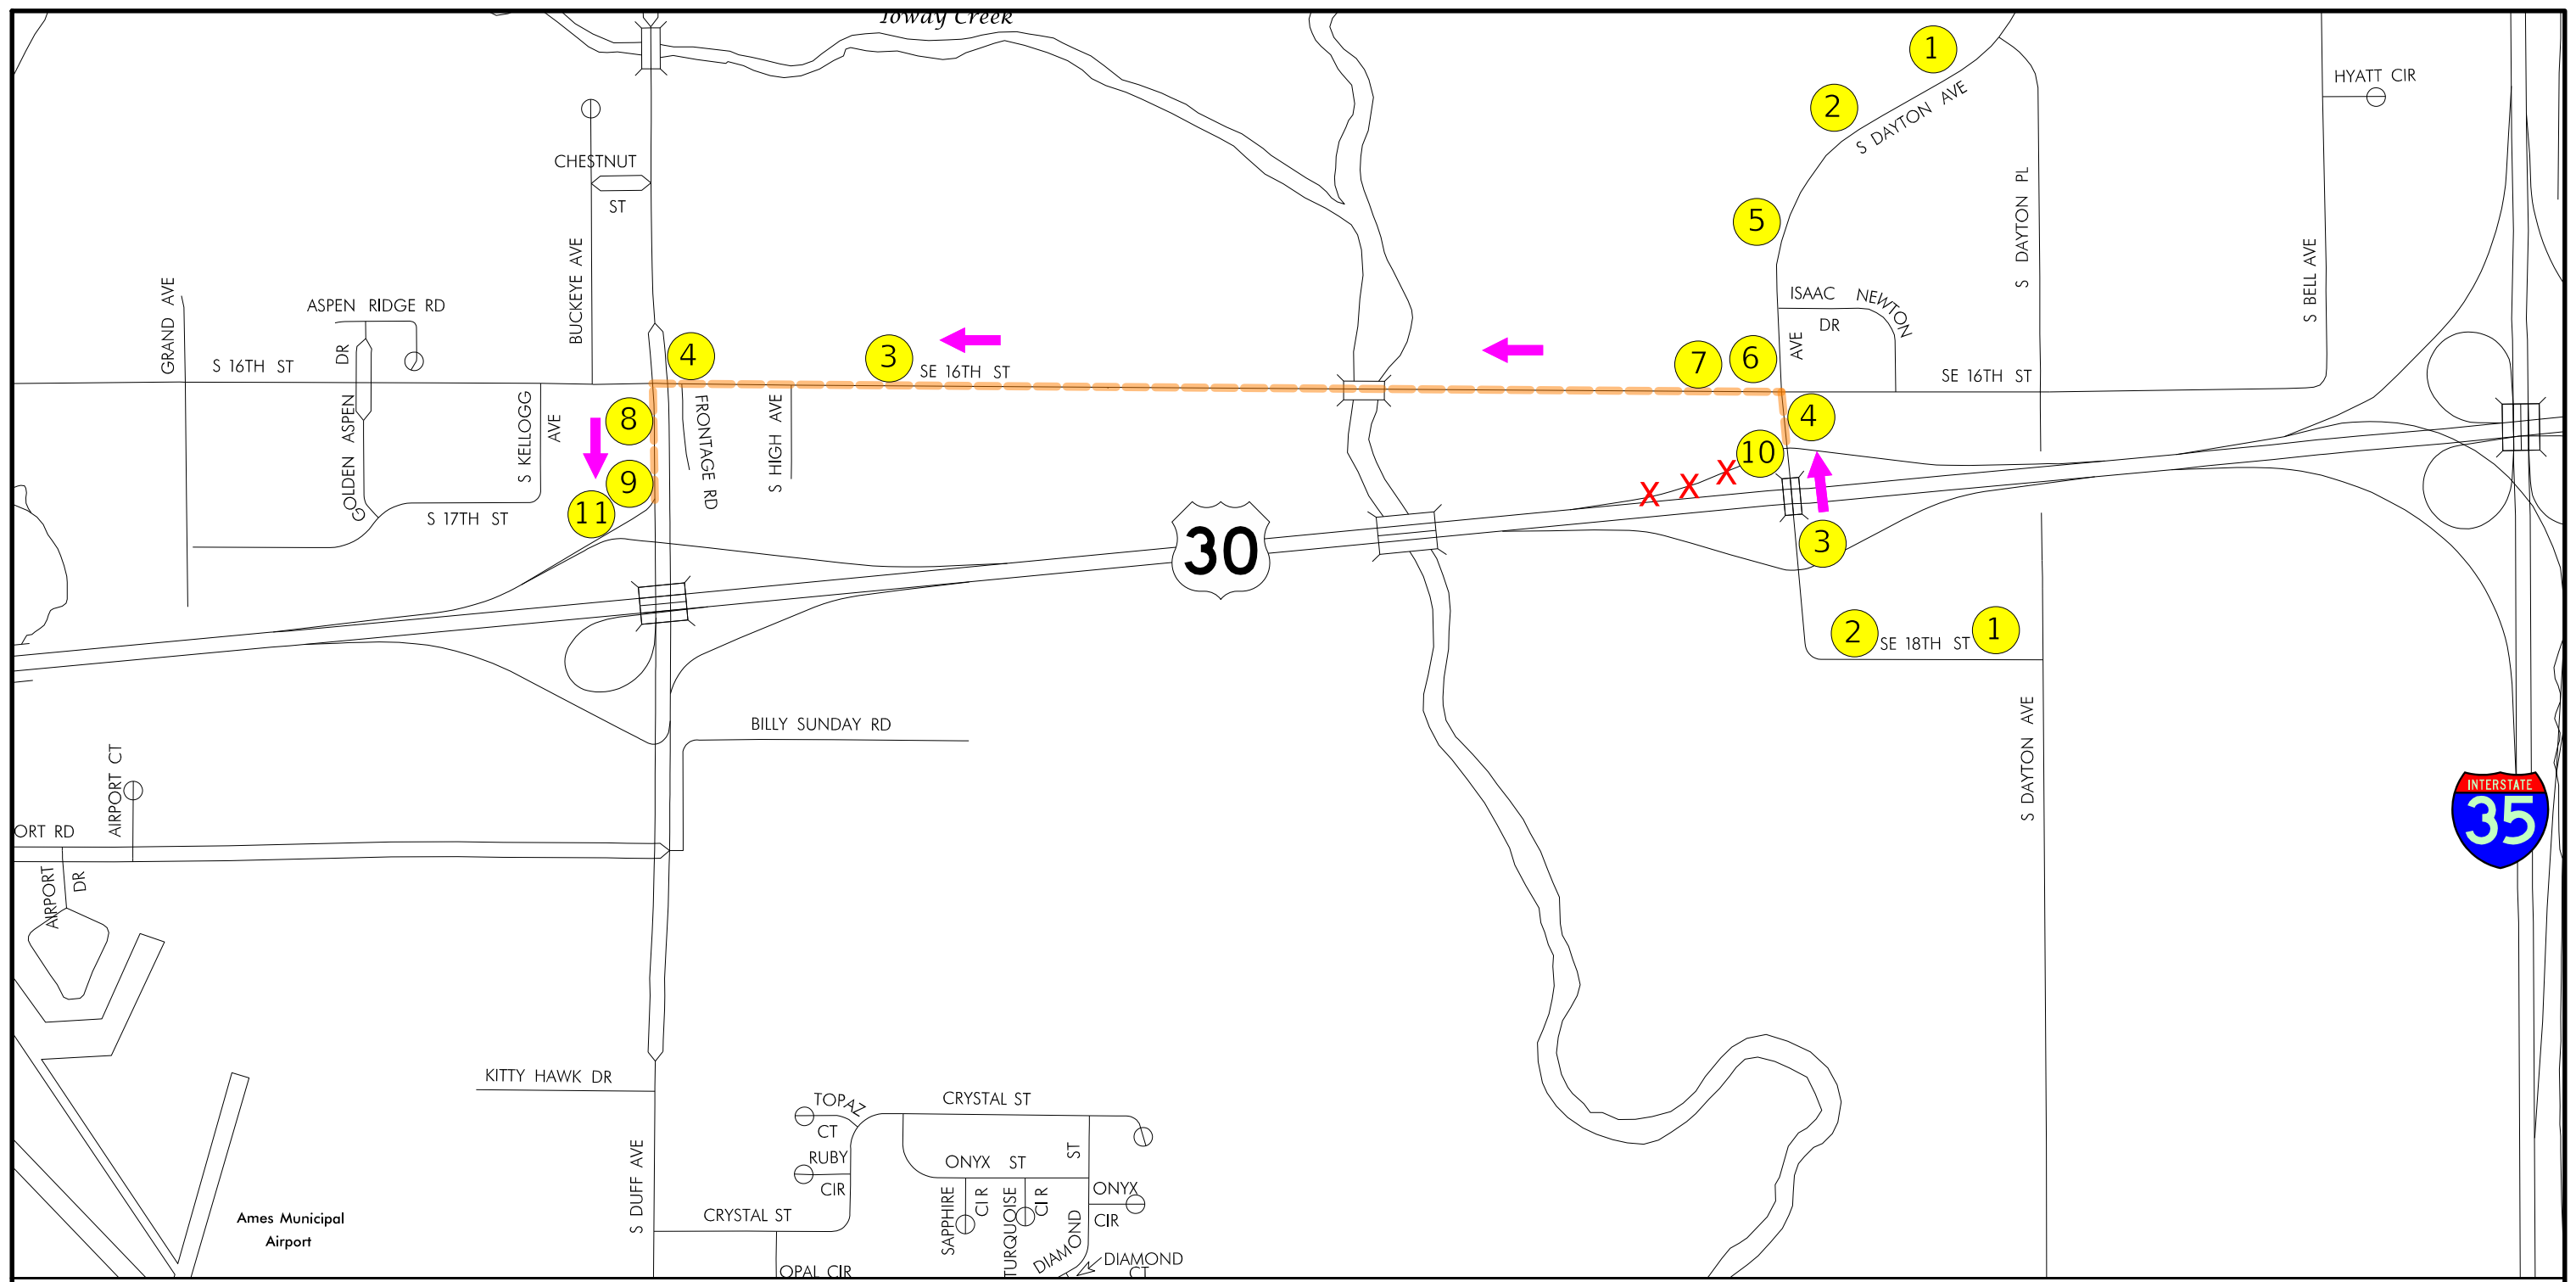 Ioway Creek
1
HYATT CIR
2
S DAYTON AVE
CHESTNUT
ST
S DAYTON PL
5
BUCKEYE AVE
S BELL AVE
GRAND AVE
ASPEN RIDGE RD
ISAAC NEWTON
DR
AVE
S 16TH ST
DR
4
3
SE 16TH ST
7
6
SE 16TH ST
GOLDEN ASPEN
S KELLOGG
AVE
8
FRONTAGE RD
S HIGH AVE
4
10
9
X X X
11
S 17TH ST
30
3
2
SE 18TH ST
1
BILLY SUNDAY RD
S DAYTON AVE
AIRPORT CT
INTERSTATE
35
ORT RD
AIRPORT
DR
KITTY HAWK DR
TOPAZ
CT
CRYSTAL ST
S DUFF AVE
RUBY
CIR
ONYX ST
ST
SAPPHIRE
CIR
TURQUOISE
CIR
ONYX
CIR
CRYSTAL ST
Ames Municipal
Airport
DIAMOND
DIAMOND
CT
OPAL CIR